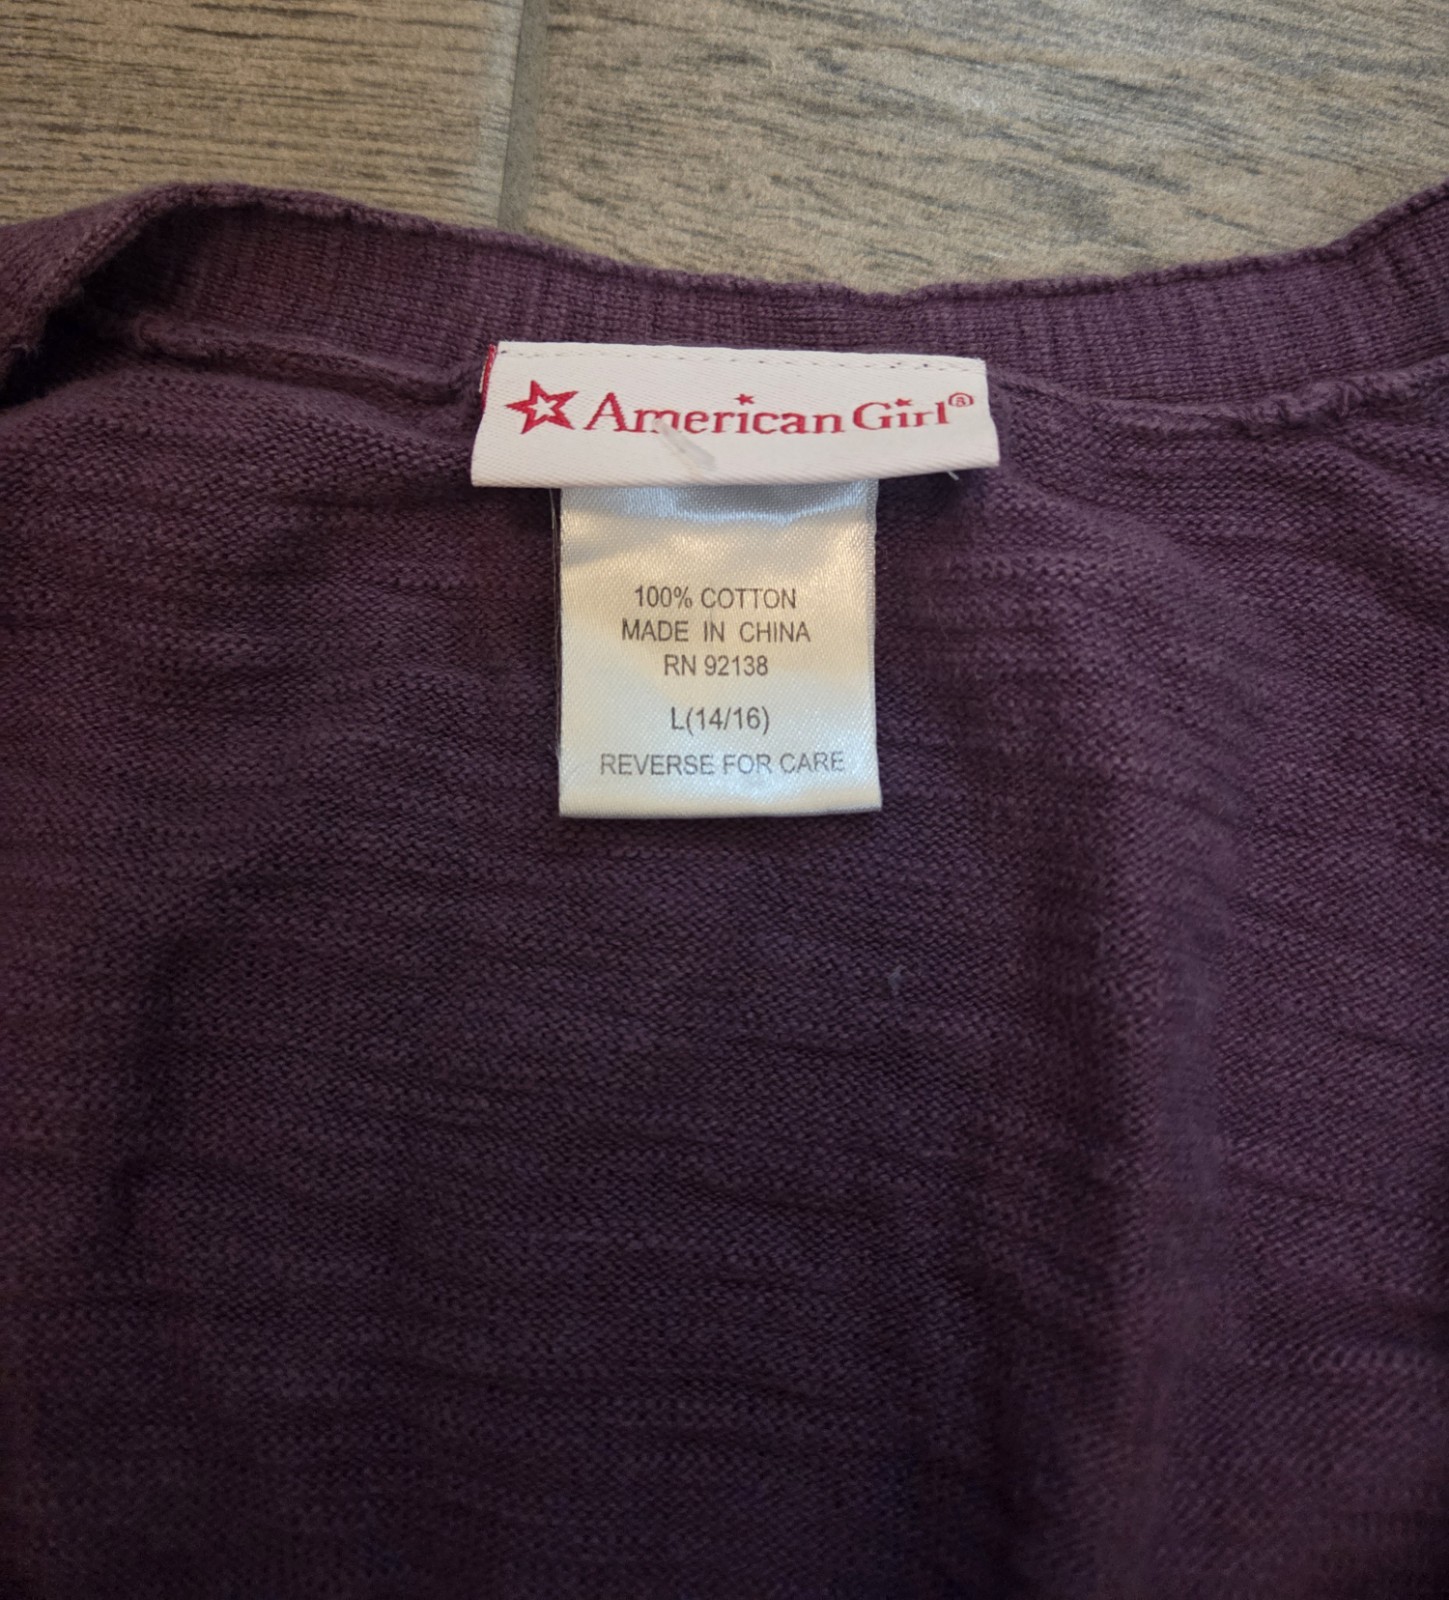 American Girl®
100% COTTON
MADE IN CHINA
RN 92138
L(14/16)
REVERSE FOR CARE